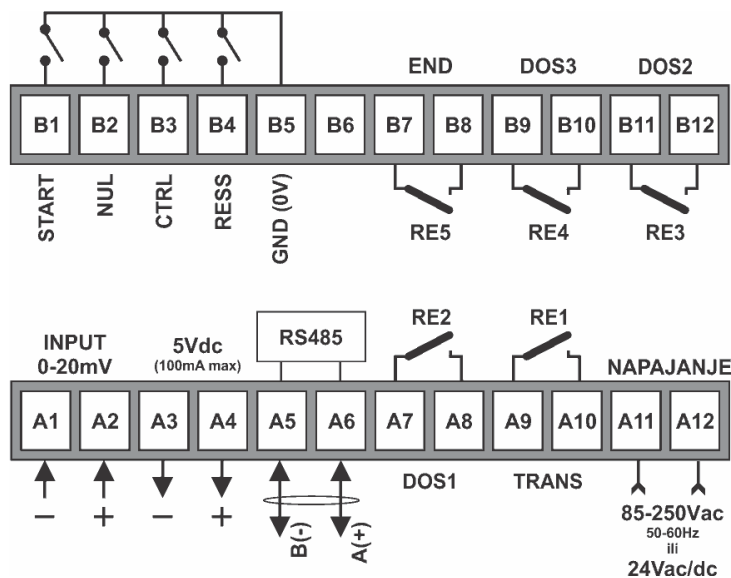 END DOS3 DOS2
B1 B2 B3 B4 B5 B6 B7 B8 B9 B10 B11 B12
START
NUL
CTRL
RESS
GND (0V)
RE5 RE4 RE3
RE2 RE1
RS485
INPUT
0-20mV
5Vdc
(100mA max)
NAPAJANJE
A1 A2 A3 A4 A5 A6 A7 A8 A9 A10 A11 A12
DOS1 TRANS
− + − +
B(-)
A(+)
85-250Vac
50-60Hz
ili
24Vac/dc